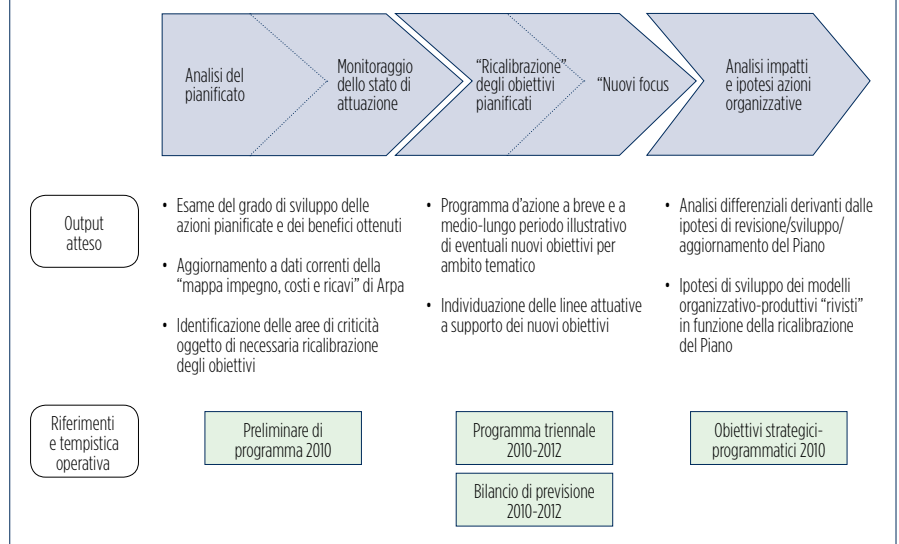 Analisi del
pianificato
Monitoraggio
dello stato di
attuazione
“Ricalibrazione”
degli obiettivi
pianificati
“Nuovi focus
Analisi impatti
e ipotesi azioni
organizzative
Output
atteso
• Esame del grado di sviluppo delle
azioni pianificate e dei benefici ottenuti
• Aggiornamento a dati correnti della
“mappa impegno, costi e ricavi” di Arpa
• Identificazione delle aree di criticità
oggetto di necessaria ricalibrazione
degli obiettivi
• Programma d’azione a breve e a
medio-lungo periodo illustrativo
di eventuali nuovi obiettivi per
ambito tematico
• Individuazione delle linee attuative
a supporto dei nuovi obiettivi
• Analisi differenziali derivanti dalle
ipotesi di revisione/sviluppo/
aggiornamento del Piano
• Ipotesi di sviluppo dei modelli
organizzativo-produttivi “rivisti”
in funzione della ricalibrazione
del Piano
Riferimenti
e tempistica
operativa
Preliminare di
programma 2010
Programma triennale
2010-2012
Bilancio di previsione
2010-2012
Obiettivi strategici-
programmatici 2010